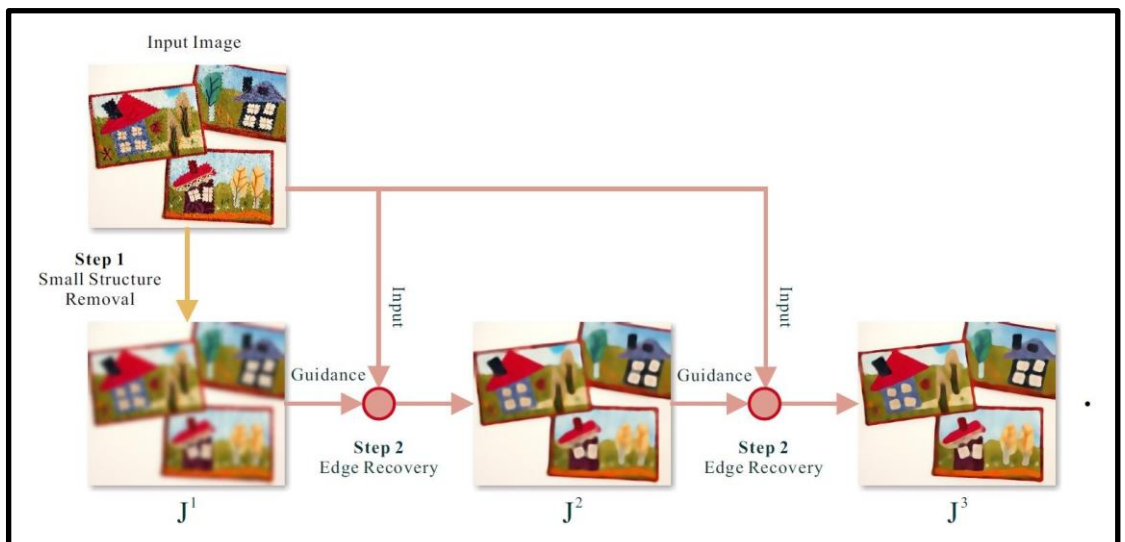 Input Image
Step 1
Small Structure
Removal
Input
Input
Guidance
Guidance
Step 2
Edge Recovery
Step 2
Edge Recovery
J¹
J²
J³
.